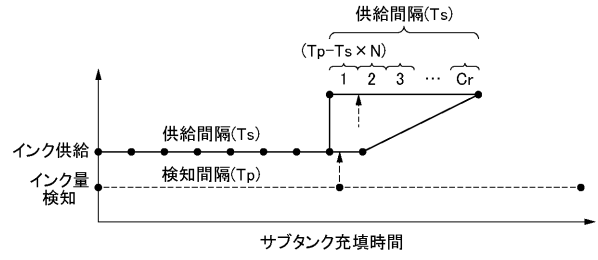 供給間隔(Ts)
(Tp-Ts×N)
1 2 3 … Cr
供給間隔(Ts)
インク供給
検知間隔(Tp)
インク量
検知
サブタンク充填時間